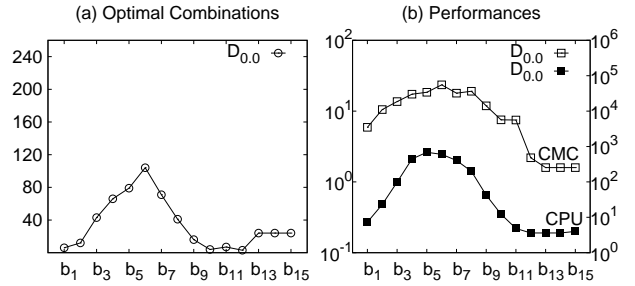 (a) Optimal Combinations
(b) Performances
240
200
160
120
80
40
D0.0
b1 b3 b5 b7 b9 b11 b13 b15
10^2
10^1
10^0
10^-1
D0.0
D0.0
CMC
CPU
10^6
10^5
10^4
10^3
10^2
10^1
10^0
b1 b3 b5 b7 b9 b11 b13 b15